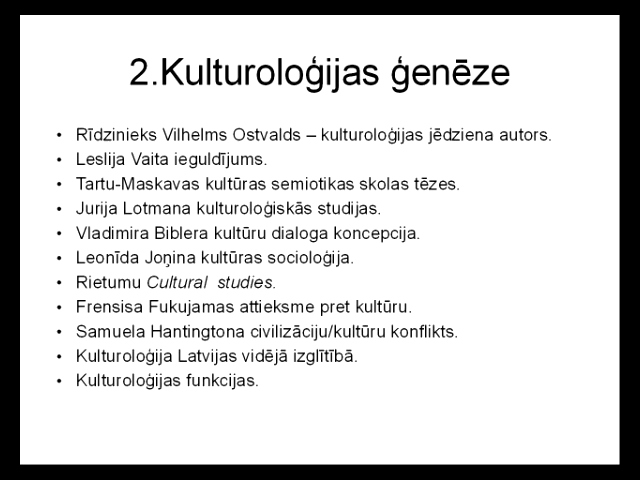 2.Kulturoloģijas ģenēze
• Rīdzinieks Vilhelms Ostvalds – kulturoloģijas jēdziena autors.
• Leslija Vaita ieguldījums.
• Tartu-Maskavas kultūras semiotikas skolas tēzes.
• Jurija Lotmana kulturoloģiskās studijas.
• Vladimira Biblera kultūru dialoga koncepcija.
• Leonīda Joņina kultūras socioloģija.
• Rietumu Cultural  studies.
• Frensisa Fukujamas attieksme pret kultūru.
• Samuela Hantingtona civilizāciju/kultūru konflikts.
• Kulturoloģija Latvijas vidējā izglītībā.
• Kulturoloģijas funkcijas.